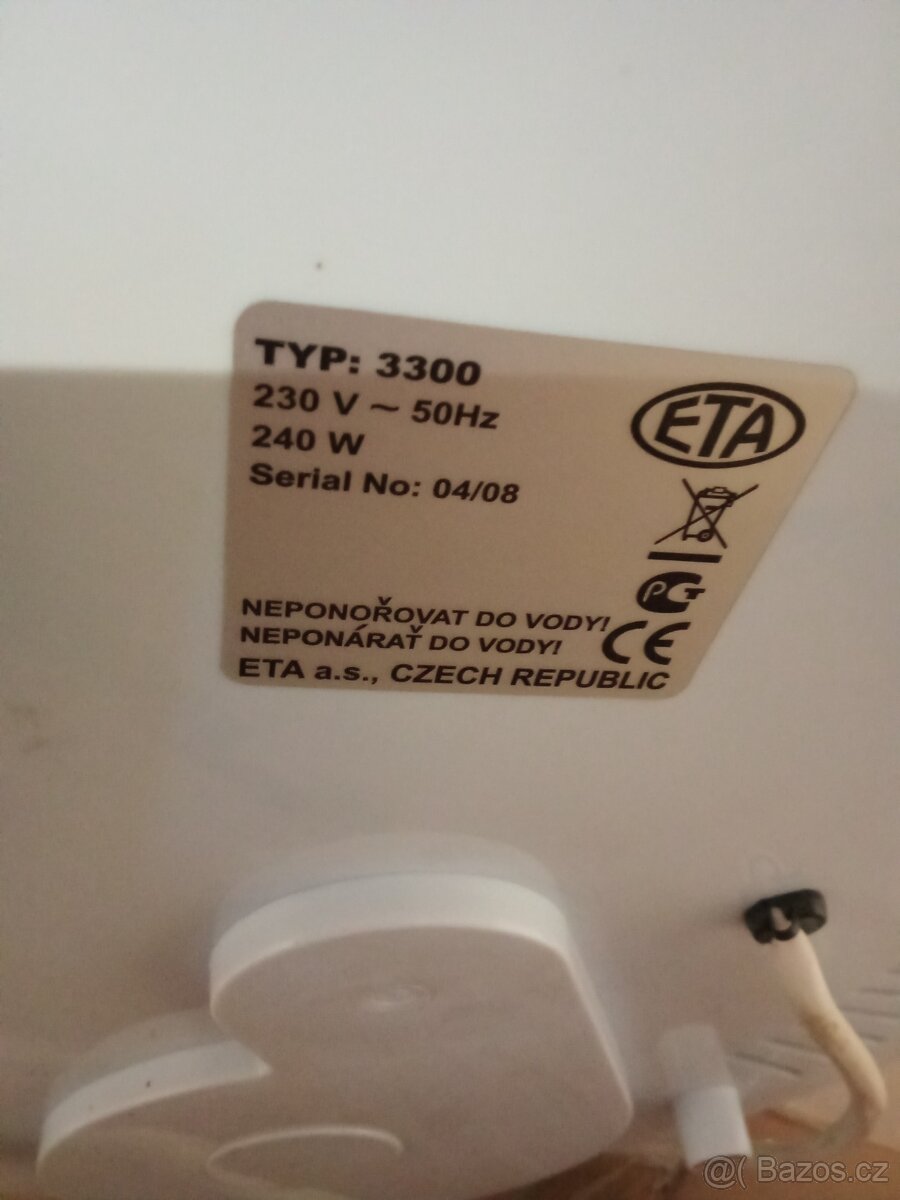 TYP: 3300
230 V ~ 50Hz
240 W
Serial No: 04/08
ETA
PCT
NEPONOŘOVAT DO VODY!
NEPONÁRAŤ DO VODY!
CE
ETA a.s., CZECH REPUBLIC
@( Bazos.cz